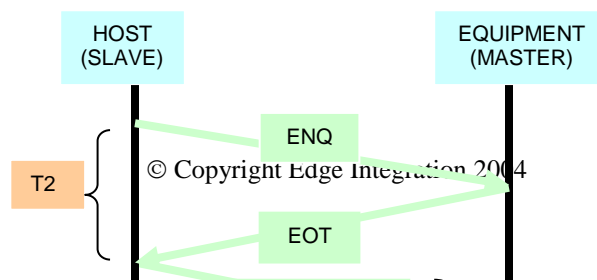 HOST
(SLAVE)
EQUIPMENT
(MASTER)
ENQ
© Copyright Edge Integration 2004
T2
EOT